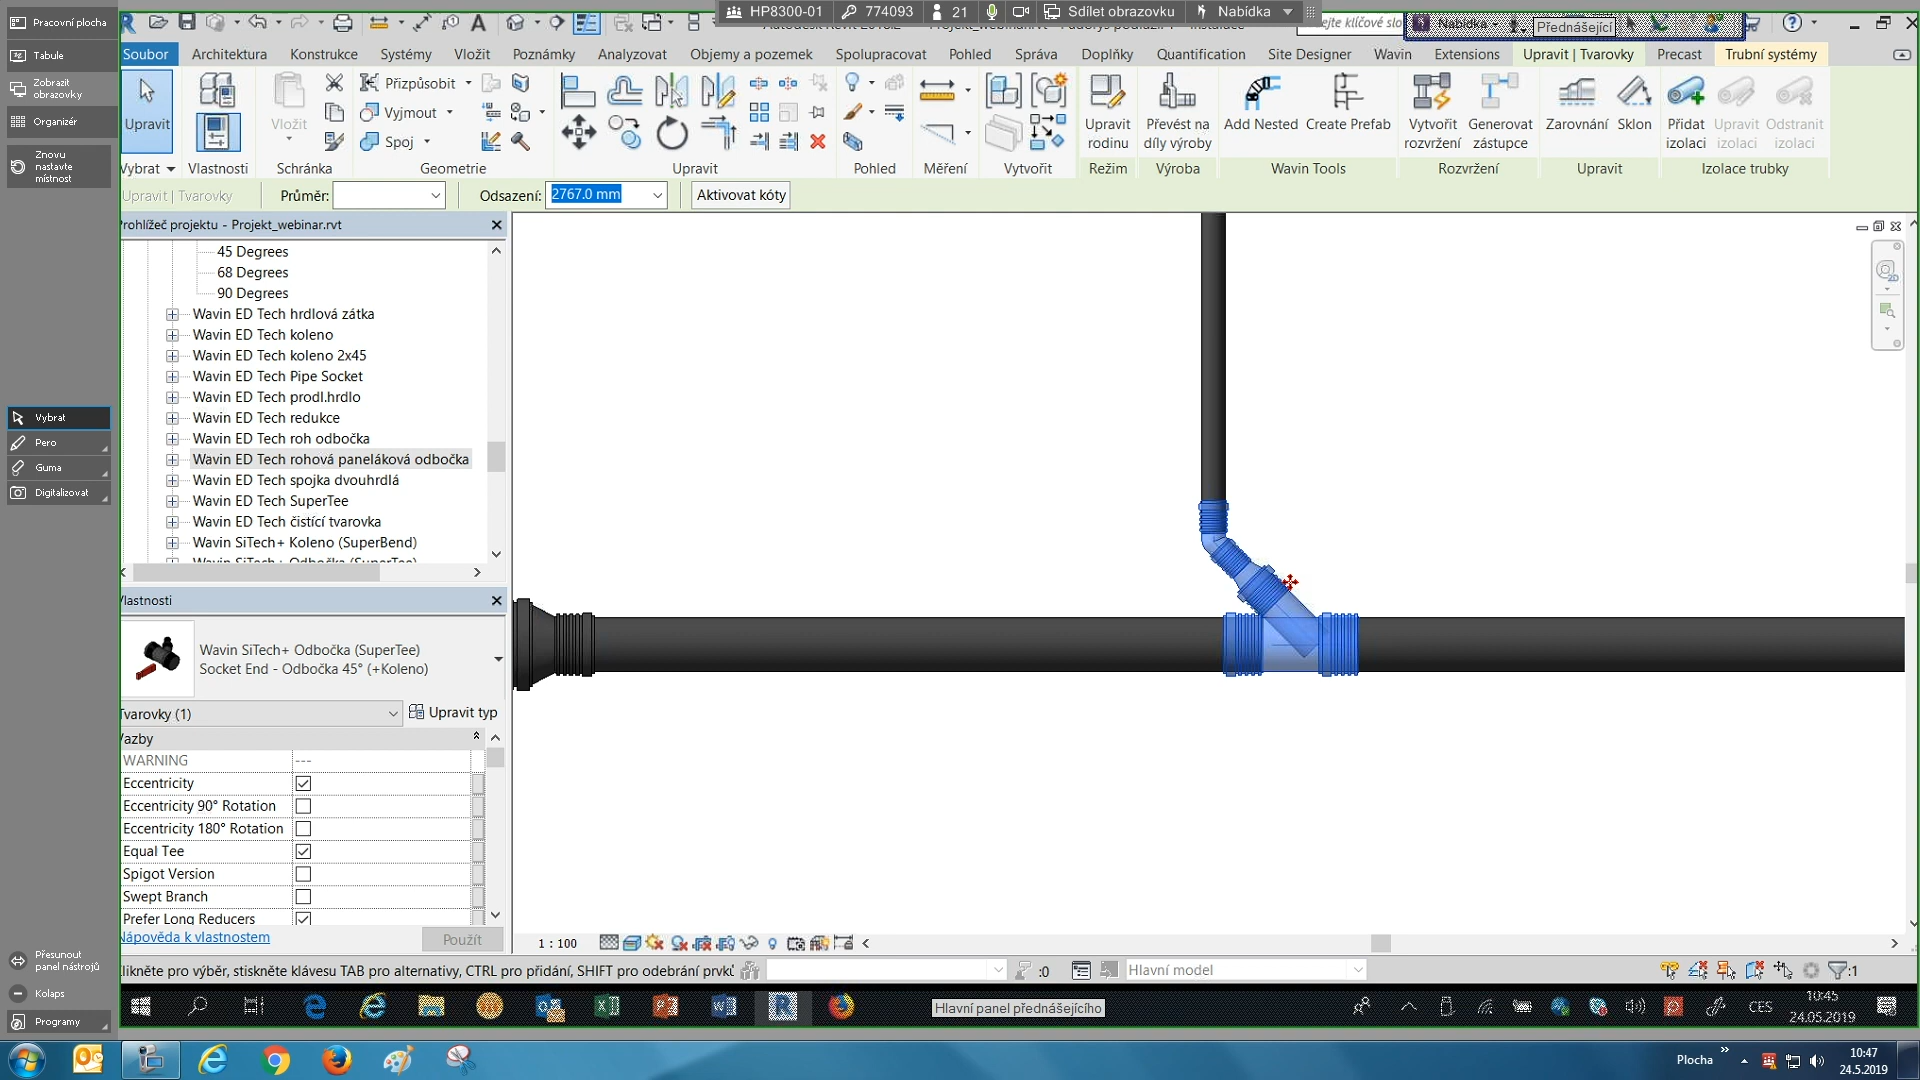 Pracovní plocha
Tabule
Zobrazit
obrazovky
Organizér
Znovu
nastavte
místnost
Vybrat
Pero
Guma
Digitalizovat
Přesunout
panel nástrojů
Kolaps
Programy
HP8300-01
774093
21
Sdílet obrazovku
Nabídka
Nabídka
Přednášející
Soubor
Architektura
Konstrukce
Systémy
Vložit
Poznámky
Analyzovat
Objemy a pozemek
Spolupracovat
Pohled
Správa
Doplňky
Quantification
Site Designer
Wavin
Extensions
Upravit | Tvarovky
Precast
Trubní systémy
Upravit
Vložit
Přizpůsobit
Vyjmout
Spoj
Upravit
rodinu
Převést na
díly výroby
Add Nested
Create Prefab
Vytvořit
rozvržení
Generovat
zástupce
Zarovnání
Sklon
Přidat
izolaci
Upravit
izolaci
Odstranit
izolaci
Vybrat
Vlastnosti
Schránka
Geometrie
Upravit
Pohled
Měření
Vytvořit
Režim
Výroba
Wavin Tools
Rozvržení
Upravit
Izolace trubky
Upravit | Tvarovky
Průměr:
Odsazení:
2767.0 mm
Aktivovat kóty
Prohlížeč projektu - Projekt_webinar.rvt
45 Degrees
68 Degrees
90 Degrees
Wavin ED Tech hrdlová zátka
Wavin ED Tech koleno
Wavin ED Tech koleno 2x45
Wavin ED Tech Pipe Socket
Wavin ED Tech prodl.hrdlo
Wavin ED Tech redukce
Wavin ED Tech roh odbočka
Wavin ED Tech rohová paneláková odbočka
Wavin ED Tech spojka dvouhrdlá
Wavin ED Tech SuperTee
Wavin ED Tech čistící tvarovka
Wavin SiTech+ Koleno (SuperBend)
Wavin SiTech+ Odbočka (SuperTee)
Vlastnosti
Wavin SiTech+ Odbočka (SuperTee)
Socket End - Odbočka 45° (+Koleno)
Tvarovky (1)
Upravit typ
Vazby
WARNING
---
Eccentricity
Eccentricity 90° Rotation
Eccentricity 180° Rotation
Equal Tee
Spigot Version
Swept Branch
Prefer Long Reducers
Nápověda k vlastnostem
Použít
1 : 100
Klikněte pro výběr, stiskněte klávesu TAB pro alternativy, CTRL pro přidání, SHIFT pro odebrání prvků
:0
Hlavní model
:1
Hlavní panel přednášejícího
CES
10:45
24.05.2019
Plocha
10:47
24.5.2019